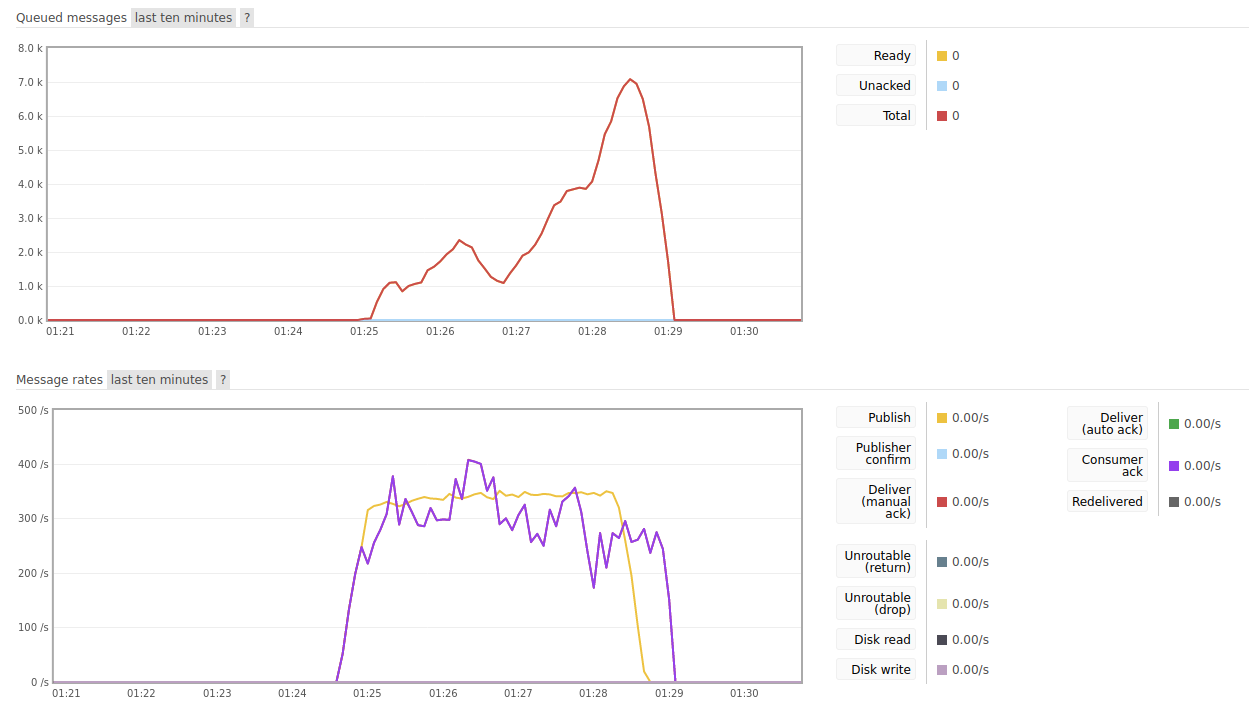 Queued messages last ten minutes ?
8.0 k
7.0 k
6.0 k
5.0 k
4.0 k
3.0 k
2.0 k
1.0 k
0.0 k
01:21 01:22 01:23 01:24 01:25 01:26 01:27 01:28 01:29 01:30
Ready 0
Unacked 0
Total 0
Message rates last ten minutes ?
500 /s
400 /s
300 /s
200 /s
100 /s
0 /s
01:21 01:22 01:23 01:24 01:25 01:26 01:27 01:28 01:29 01:30
Publish 0.00/s
Publisher
confirm 0.00/s
Deliver
(manual
ack) 0.00/s
Deliver
(auto ack) 0.00/s
Consumer
ack 0.00/s
Redelivered 0.00/s
Unroutable
(return) 0.00/s
Unroutable
(drop) 0.00/s
Disk read 0.00/s
Disk write 0.00/s